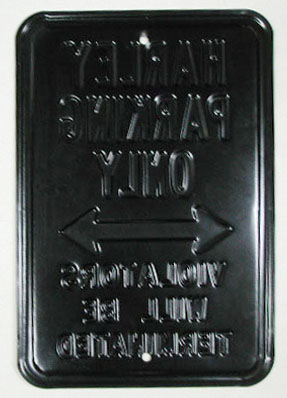 HARLEY
PARKING
ONLY
VIOLATORS
WILL BE
TERMINATED